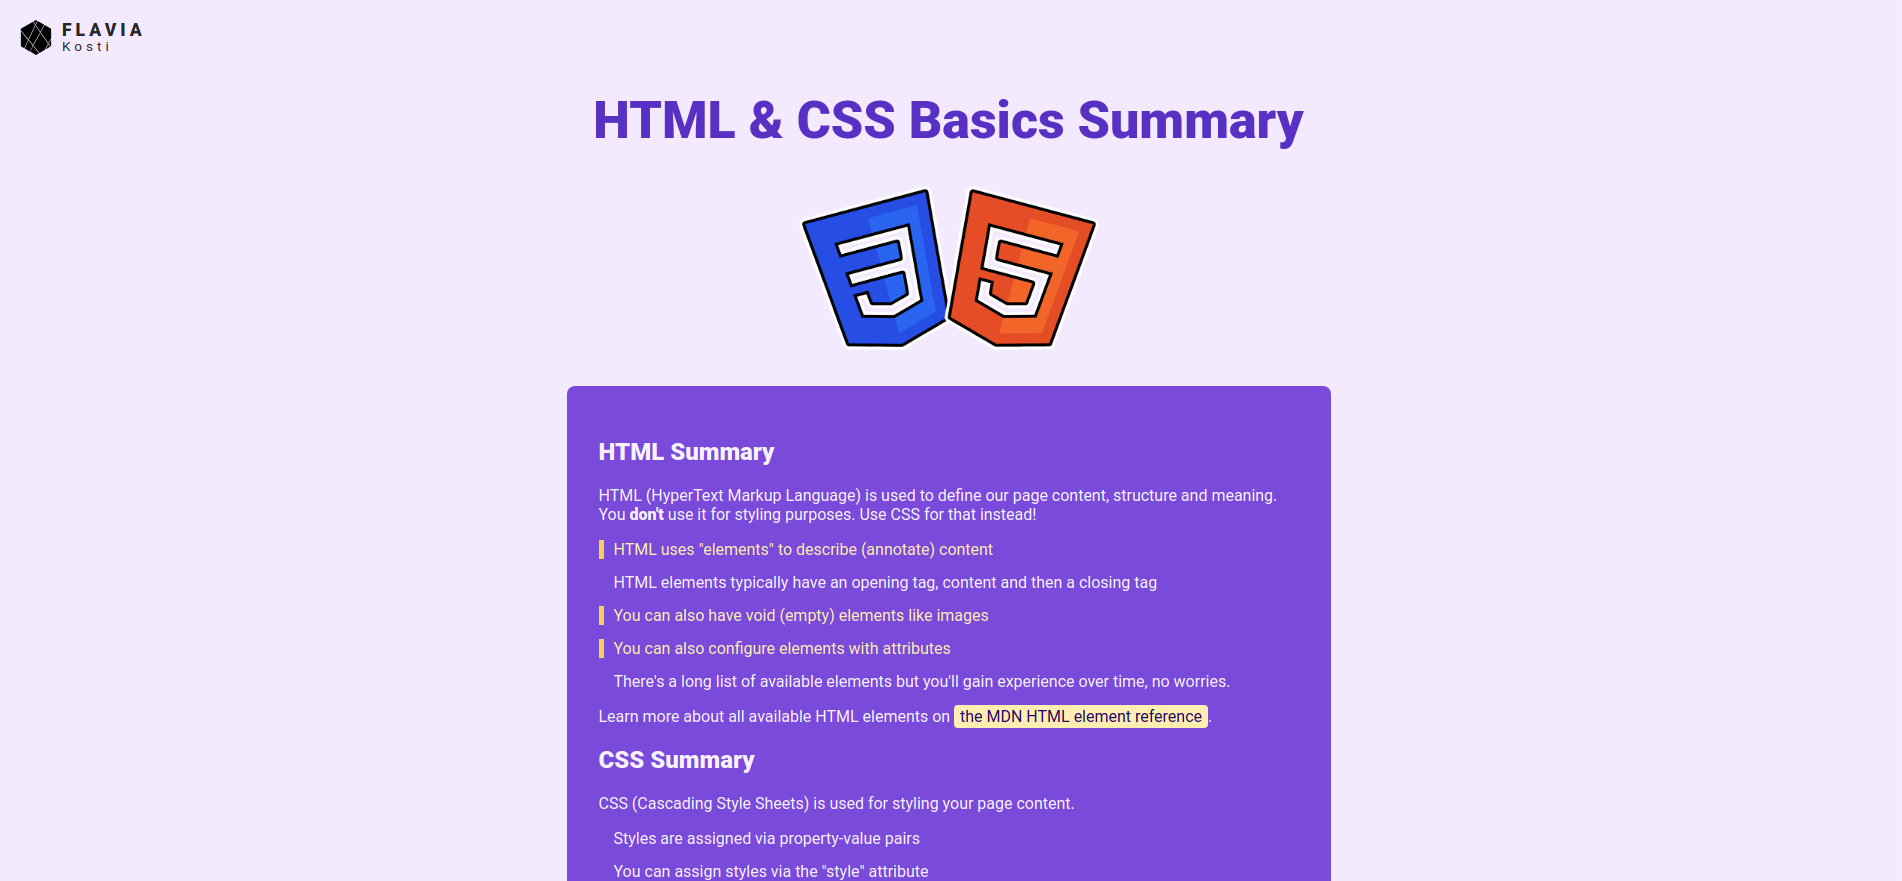 FLAVIA
Kosti
HTML & CSS Basics Summary
HTML Summary
HTML (HyperText Markup Language) is used to define our page content, structure and meaning.
You don't use it for styling purposes. Use CSS for that instead!
HTML uses "elements" to describe (annotate) content
HTML elements typically have an opening tag, content and then a closing tag
You can also have void (empty) elements like images
You can also configure elements with attributes
There's a long list of available elements but you'll gain experience over time, no worries.
Learn more about all available HTML elements on the MDN HTML element reference.
CSS Summary
CSS (Cascading Style Sheets) is used for styling your page content.
Styles are assigned via property-value pairs
You can assign styles via the "style" attribute